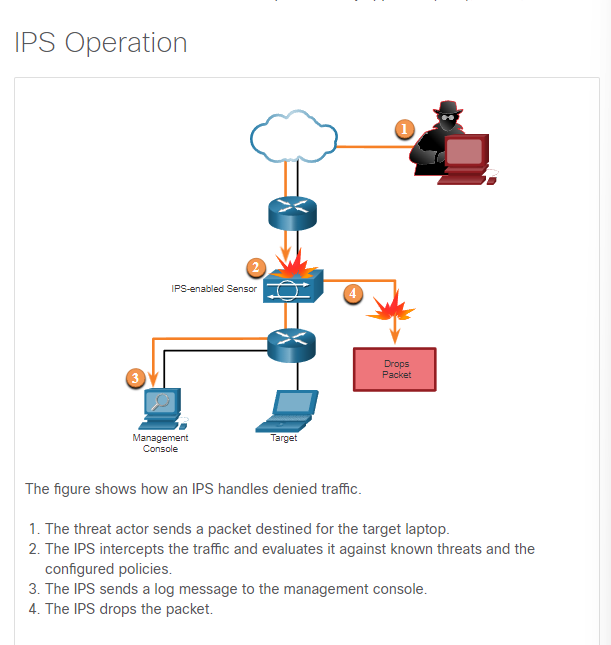 IPS Operation
1
2
IPS-enabled Sensor
4
Drops
Packet
3
Management
Console
Target
The figure shows how an IPS handles denied traffic.
1. The threat actor sends a packet destined for the target laptop.
2. The IPS intercepts the traffic and evaluates it against known threats and the
configured policies.
3. The IPS sends a log message to the management console.
4. The IPS drops the packet.